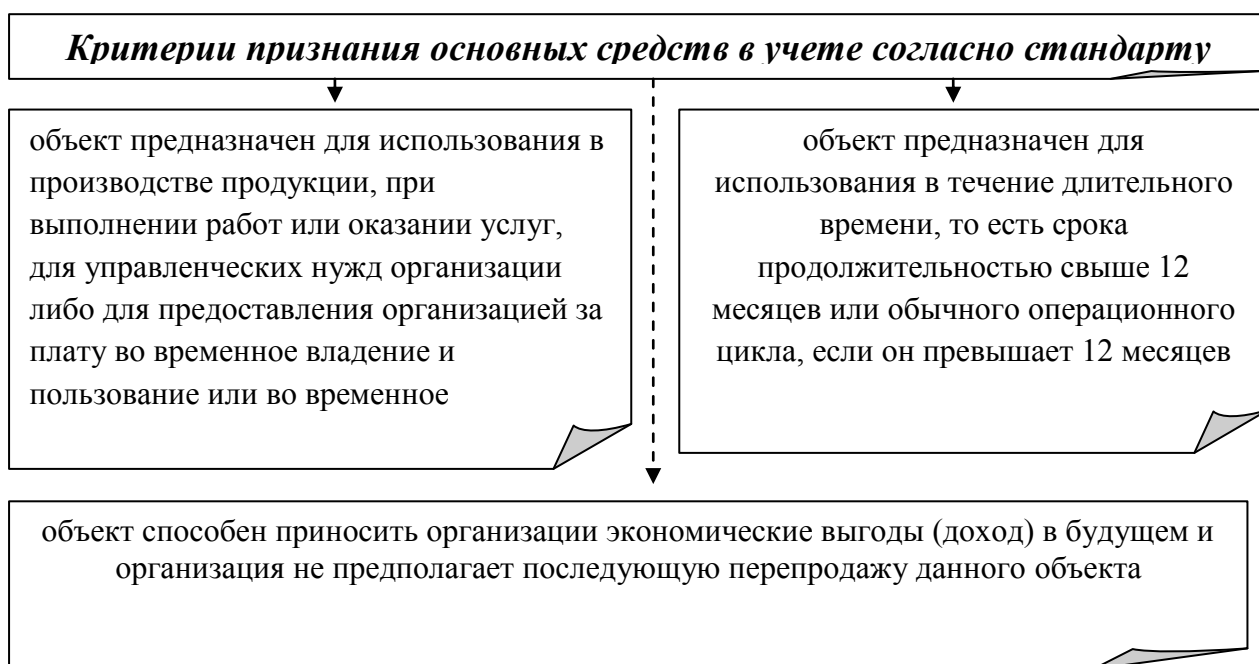 Критерии признания основных средств в учете согласно стандарту
объект предназначен для использования в
производстве продукции, при
выполнении работ или оказании услуг,
для управленческих нужд организации
либо для предоставления организацией за
плату во временное владение и
пользование или во временное
объект предназначен для
использования в течение длительного
времени, то есть срока
продолжительностью свыше 12
месяцев или обычного операционного
цикла, если он превышает 12 месяцев
объект способен приносить организации экономические выгоды (доход) в будущем и
организация не предполагает последующую перепродажу данного объекта